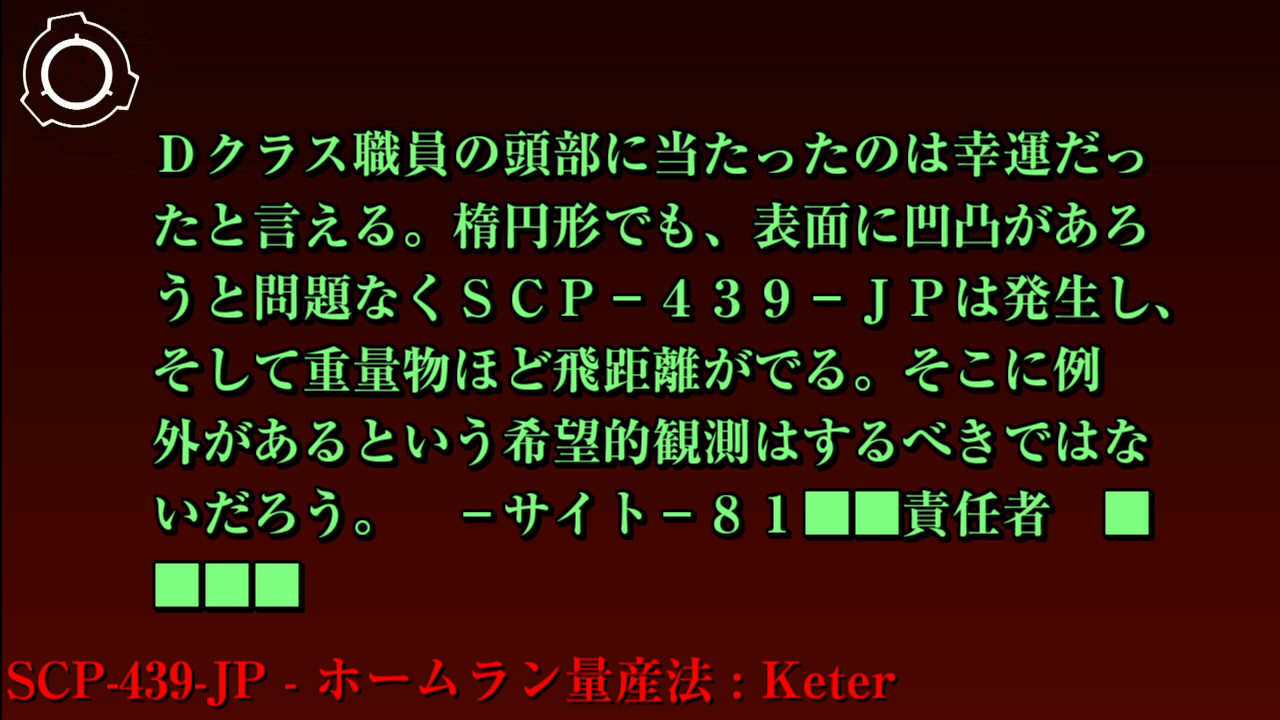 Ｄクラス職員の頭部に当たったのは幸運だっ
たと言える。楕円形でも、表面に凹凸があろ
うと問題なくＳＣＰ－４３９－ＪＰは発生し、
そして重量物ほど飛距離がでる。そこに例
外があるという希望的観測はするべきではな
いだろう。　－サイト－８１■■責任者　■
■■■
SCP-439-JP - ホームラン量産法 : Keter